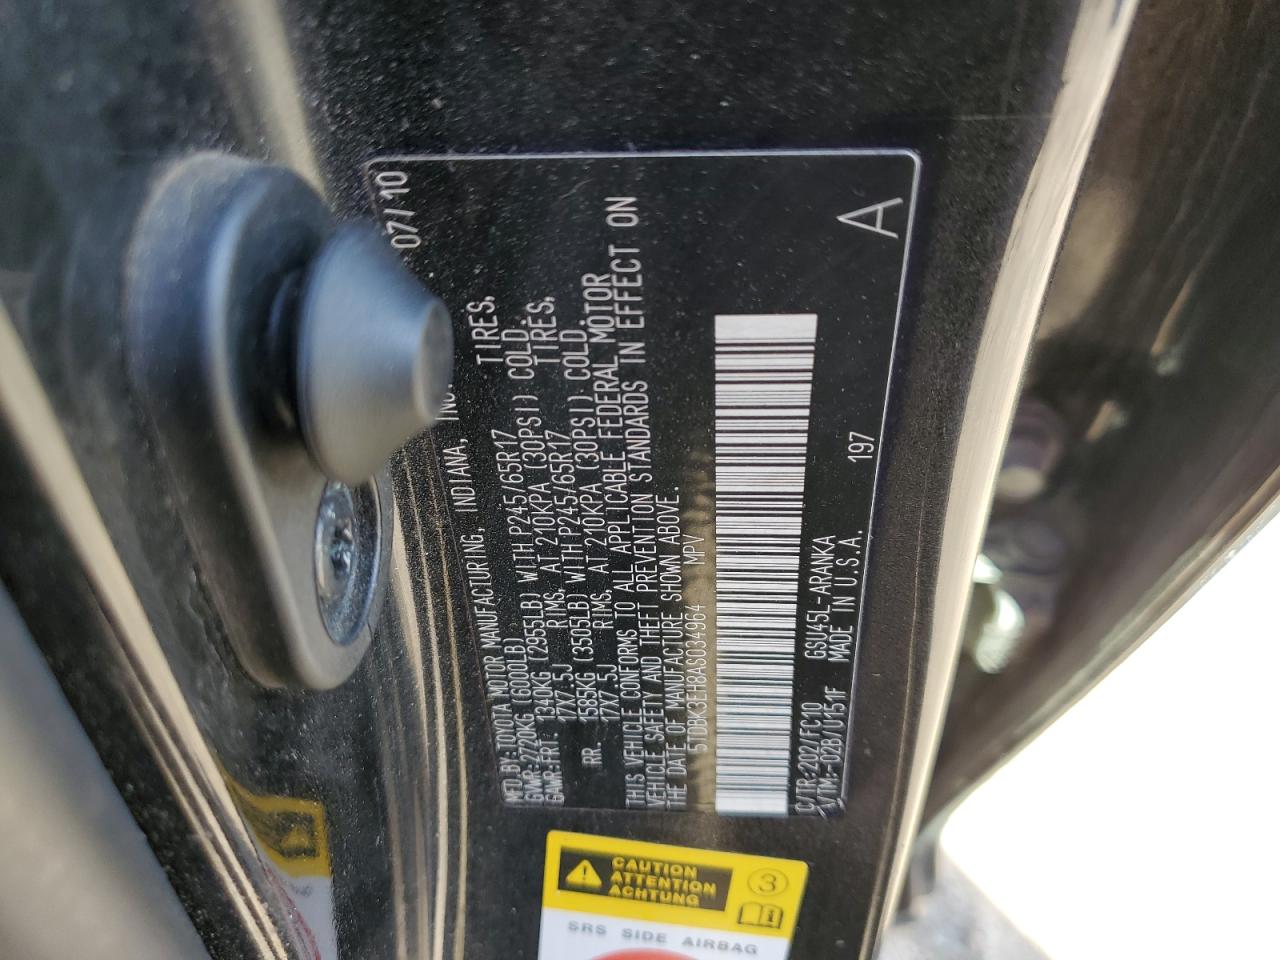 07/10
MFD.BY:TOYOTA MOTOR MANUFACTURING, INDIANA, INC.
GVWR:2720KG (6000LB)
GAWR:FRT. 1340KG (2955LB) WITH P245/65R17 TIRES,
17X7.5J RIMS, AT 210KPA (30PSI) COLD.
RR. 1585KG (3505LB) WITH P245/65R17 TIRES,
17X7.5J RIMS, AT 210KPA (30PSI) COLD.
THIS VEHICLE CONFORMS TO ALL APPLICABLE FEDERAL MOTOR
VEHICLE SAFETY AND THEFT PREVENTION STANDARDS IN EFFECT ON
THE DATE OF MANUFACTURE SHOWN ABOVE.
5TDBK3EH8AS034964 MPV
C/TR:202/FC10 GSU45L-ARANKA 197
A/TM:-02B/U151F MADE IN U.S.A.
A
CAUTION
ATTENTION
ACHTUNG
3
SRS SIDE AIRBAG